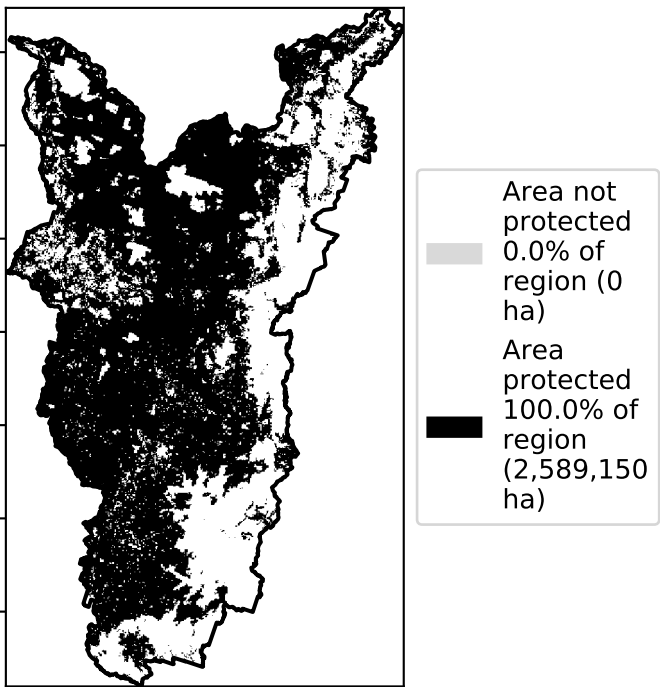 Area not
protected
0.0% of
region (0
ha)
Area
protected
100.0% of
region
(2,589,150
ha)